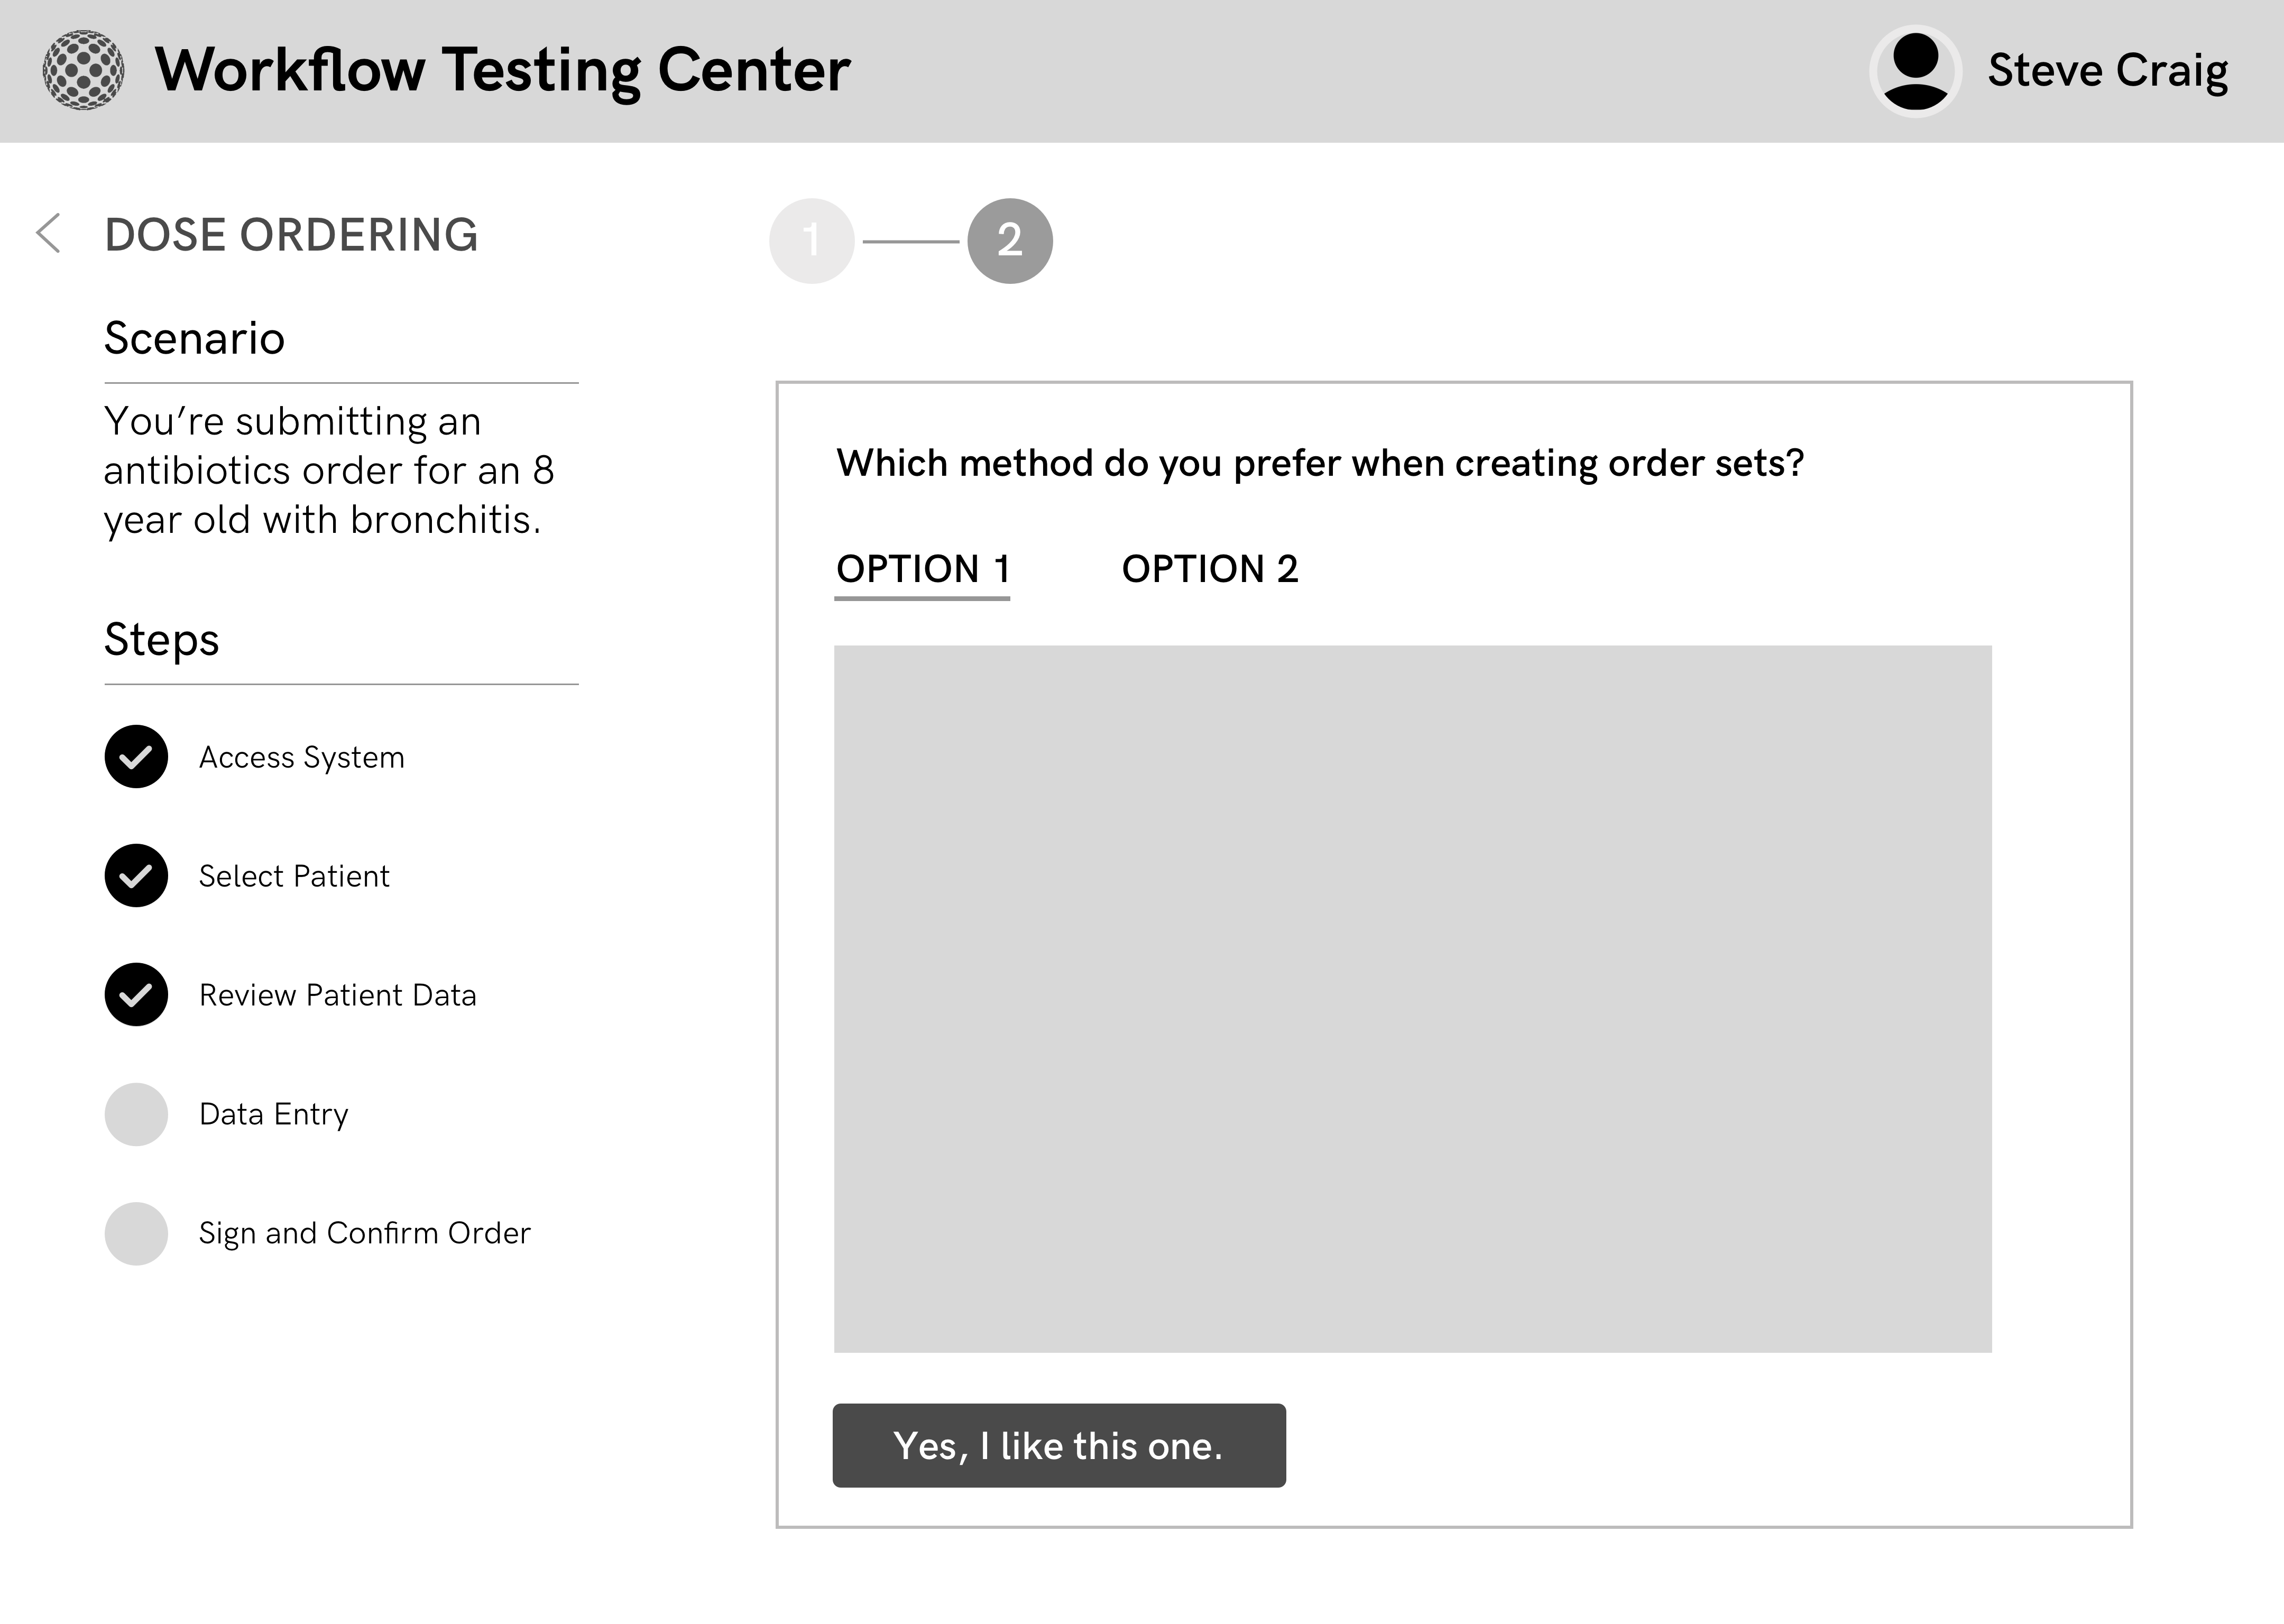 Workflow Testing Center
Steve Craig
DOSE ORDERING
1
2
Scenario
You’re submitting an
antibiotics order for an 8
year old with bronchitis.
Steps
Access System
Select Patient
Review Patient Data
Data Entry
Sign and Confirm Order
Which method do you prefer when creating order sets?
OPTION 1
OPTION 2
Yes, I like this one.